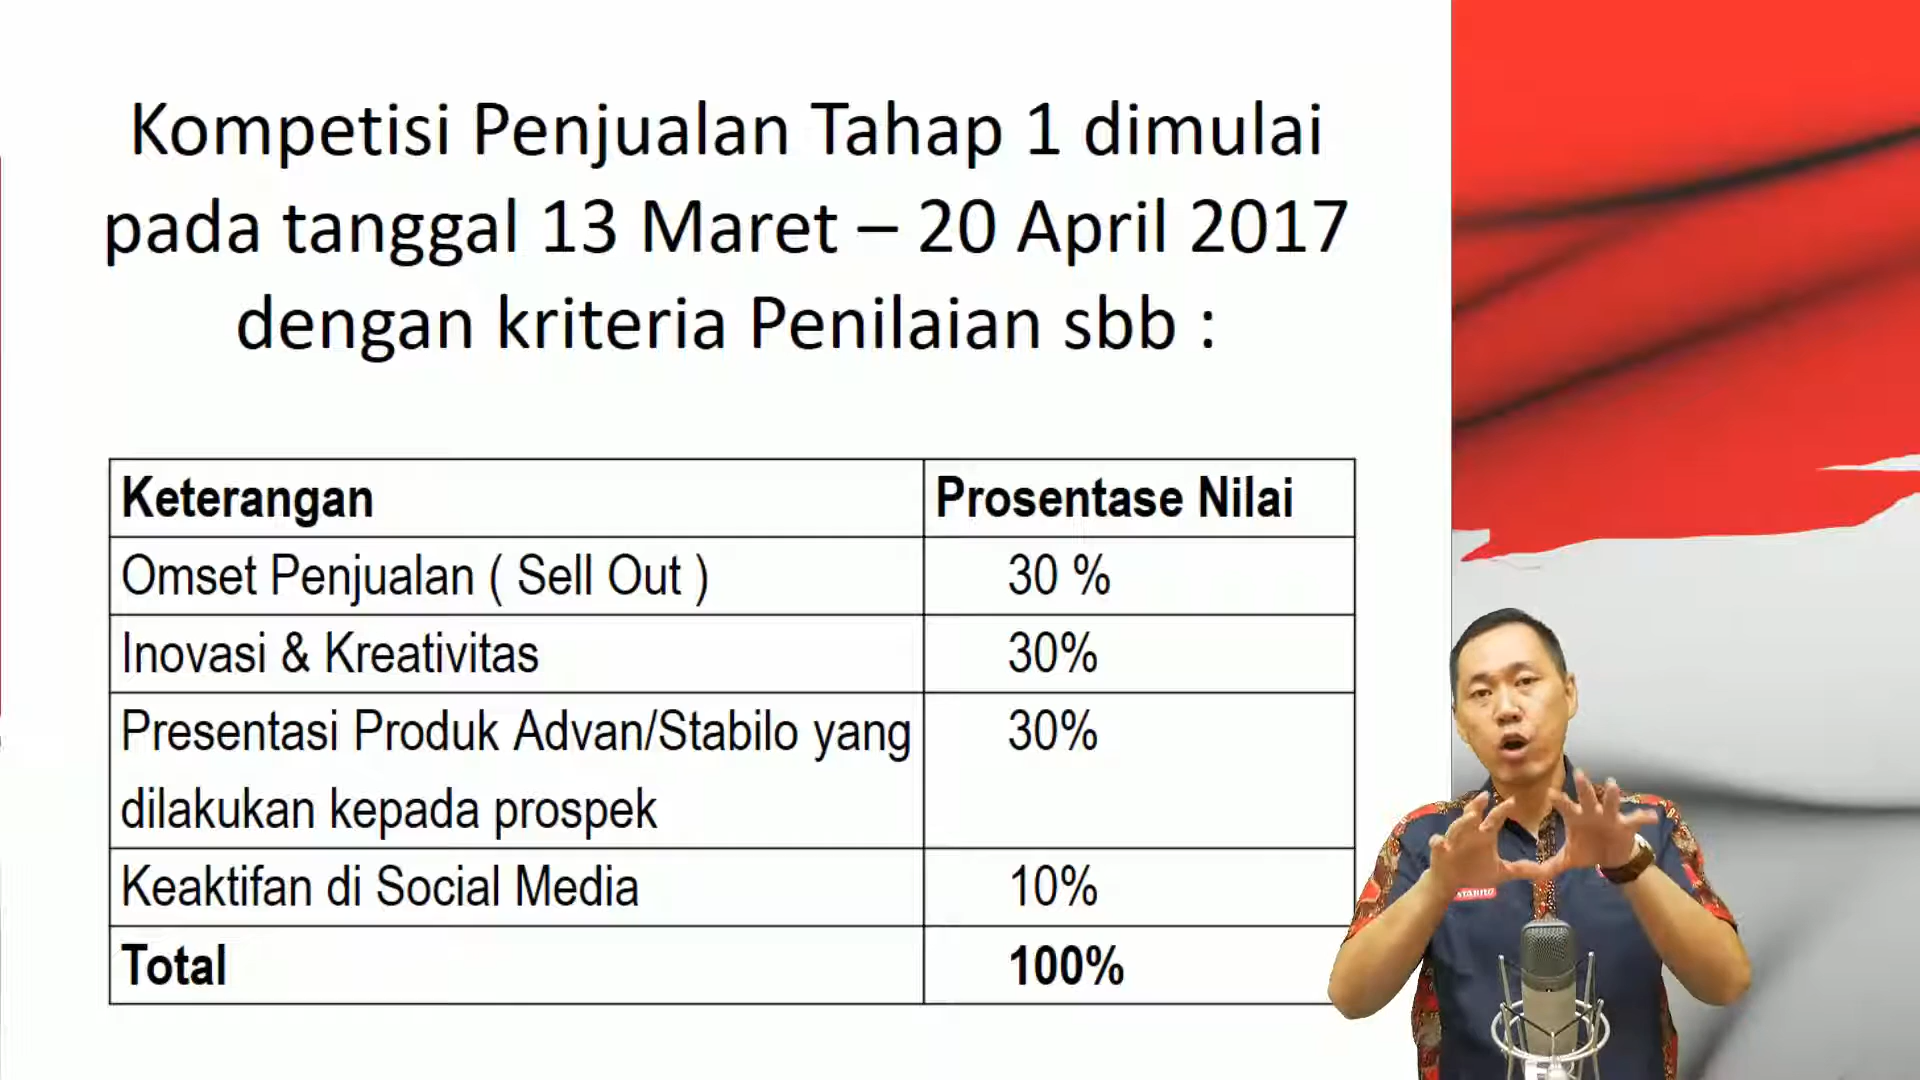 Kompetisi Penjualan Tahap 1 dimulai
pada tanggal 13 Maret – 20 April 2017
dengan kriteria Penilaian sbb :
Keterangan Prosentase Nilai
Omset Penjualan ( Sell Out ) 30 %
Inovasi & Kreativitas 30%
Presentasi Produk Advan/Stabilo yang 30%
dilakukan kepada prospek
Keaktifan di Social Media 10%
Total 100%